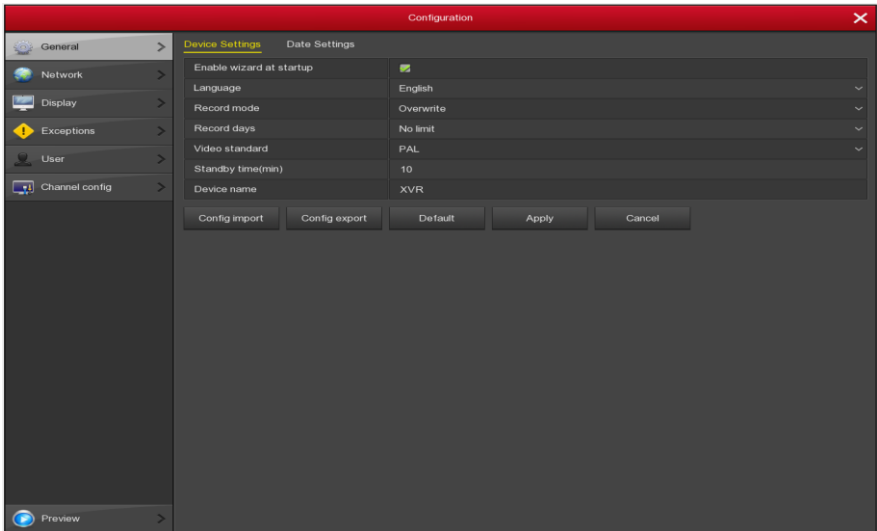 Configuration
General
Network
Display
Exceptions
User
Channel config
Preview
Device Settings Date Settings
Enable wizard at startup
Language English
Record mode Overwrite
Record days No limit
Video standard PAL
Standby time(min) 10
Device name XVR
Config import Config export Default Apply Cancel